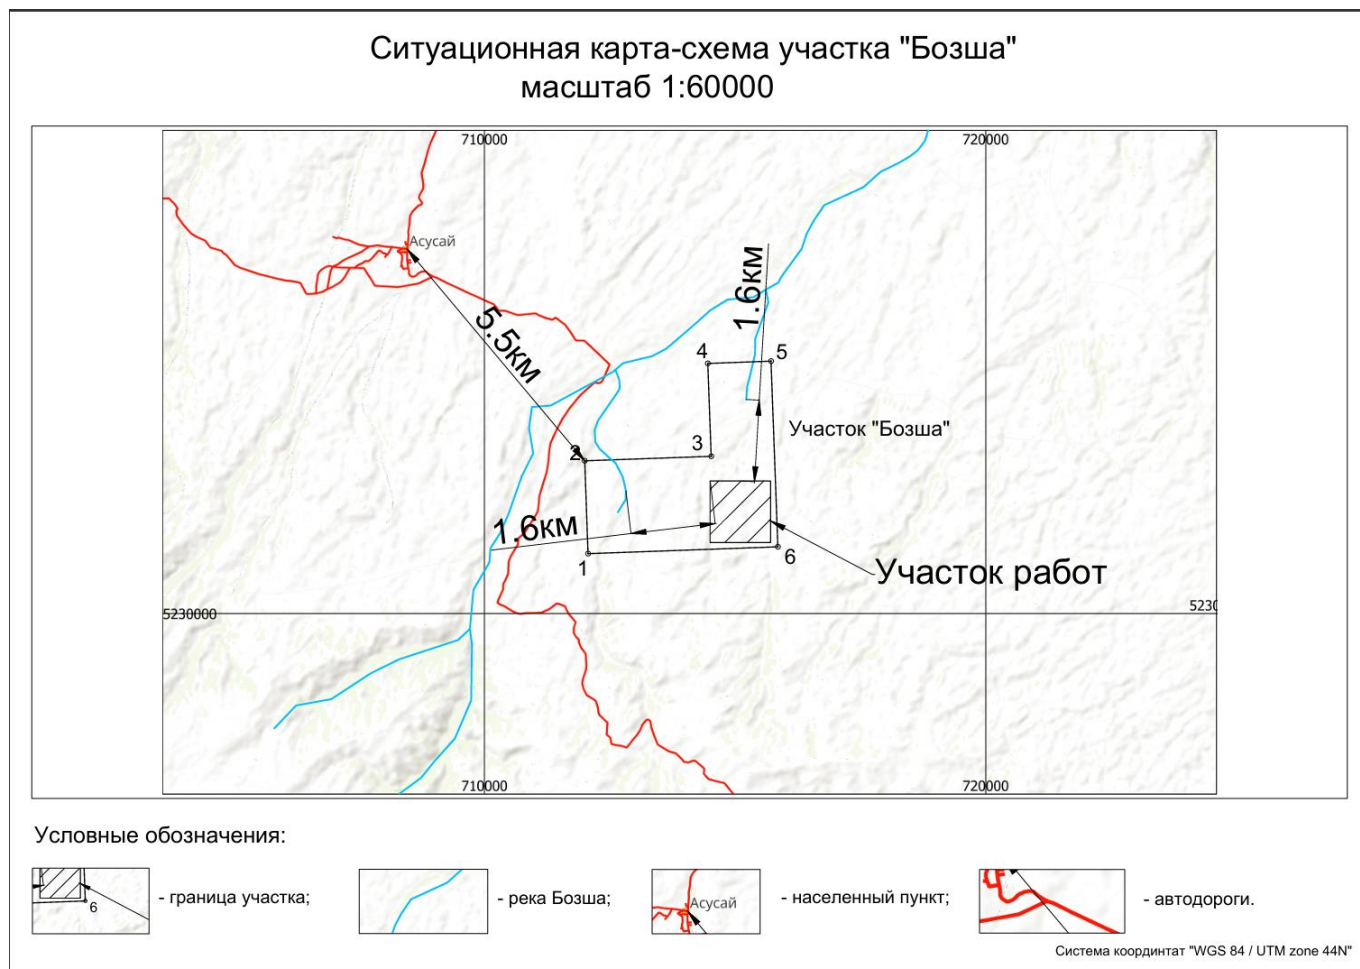 Ситуационная карта-схема участка "Бозша"
масштаб 1:60000
710000
720000
Асусай
1.6км
5.5км
4
5
Участок "Бозша"
3
2
1.6км
1
6
Участок работ
5230000
5230
710000
720000
Условные обозначения:
6
- граница участка;
- река Бозша;
Асусай
- населенный пункт;
- автодороги.
Система координтат "WGS 84 / UTM zone 44N"